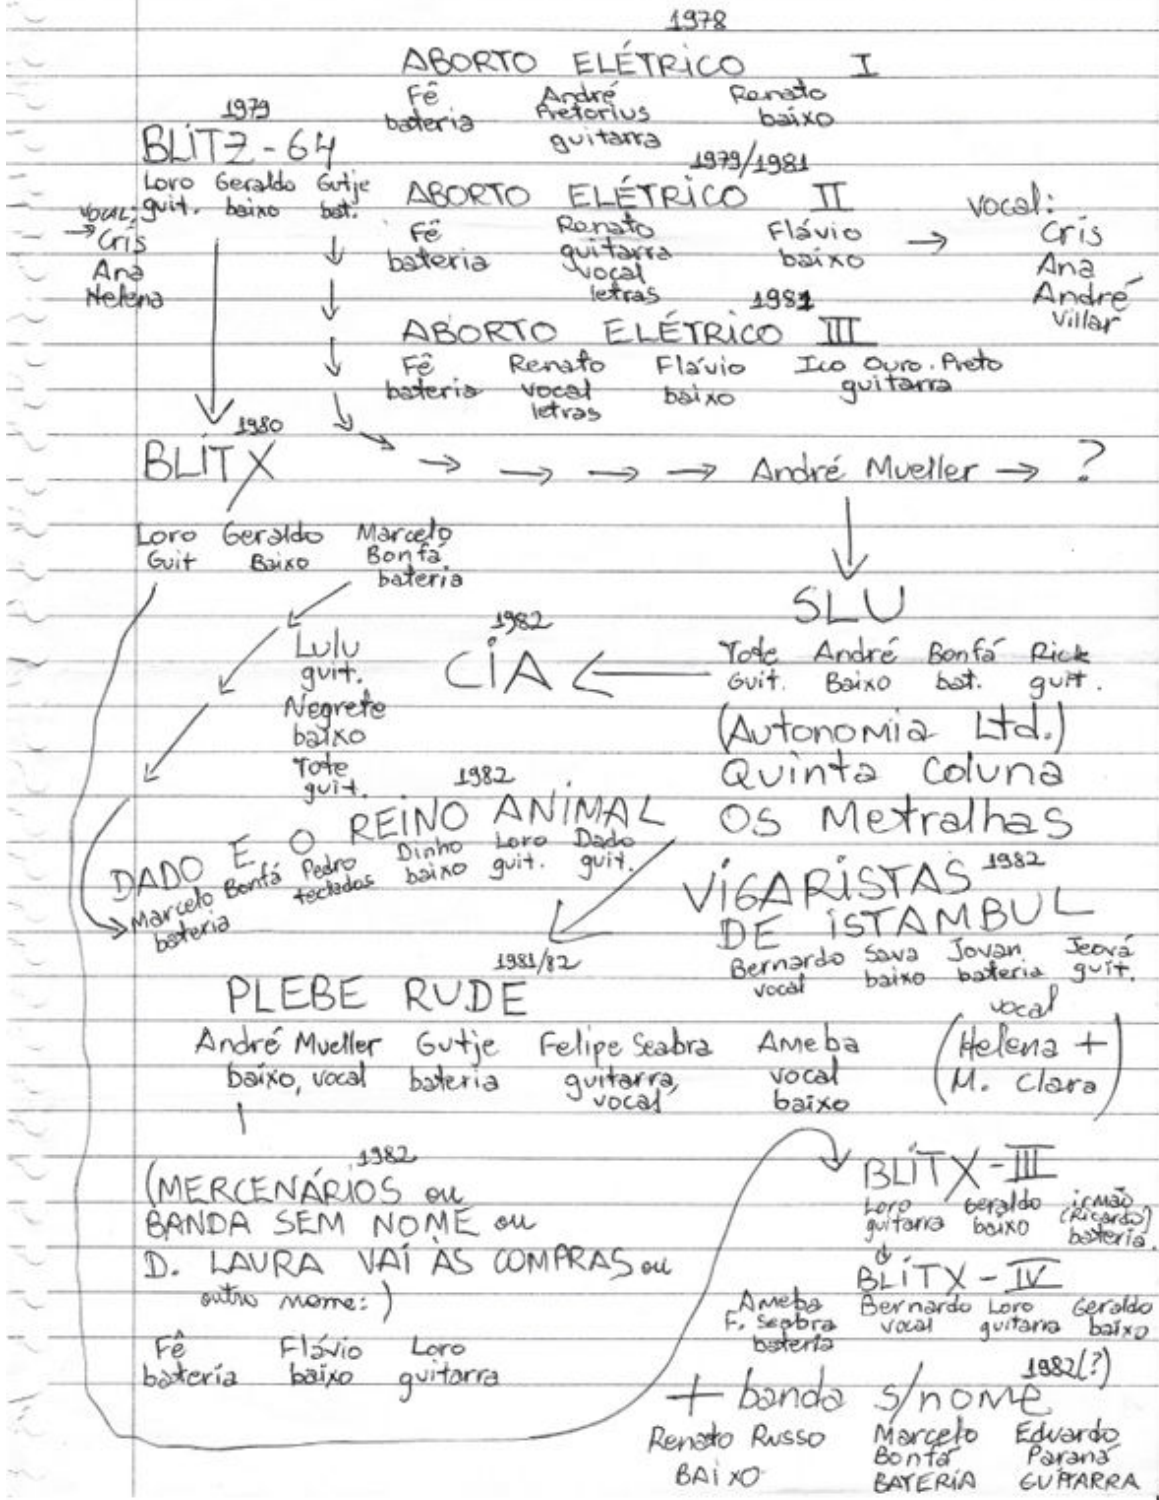 1978
ABORTO ELÉTRICO I
Fê André Renato
bateria Pretorius baixo
guitarra
1979
BLITZ-64
Loro Geraldo Gutje
guit. baixo bat.
vocal:
→ Cris
Ana
Helena
1979/1981
ABORTO ELÉTRICO II
Fê Renato Flávio →
bateria guitarra baixo
vocal
letras
vocal:
Cris
Ana
André
Villar
1981
ABORTO ELÉTRICO III
Fê Renato Flávio Ico Ouro-Preto
bateria vocal baixo guitarra
letras
1980
BLITX
→ → → → André Mueller → ?
Loro Geraldo Marcelo
Guit Baixo Bonfá
bateria
SLU
Tote André Bonfá Rick
Guit. Baixo bat. guit.
(Autonomia Ltd.)
Quinta Coluna
Os Metralhas
1982
CIA
Lulu
guit.
Negrete
baixo
Tote
guit.
1982
DADO E O REINO ANIMAL
Marcelo Bonfá Pedro Dinho Loro Dado
bateria teclados baixo guit. guit.
1982
VIGARISTAS
DE ISTAMBUL
Bernardo Sava Jovan Jeová
vocal baixo bateria guit.
vocal
(Helena +
M. Clara)
1981/82
PLEBE RUDE
André Mueller Gutje Felipe Seabra Ameba
baixo, vocal bateria guitarra, vocal
vocal baixo
1982
(MERCENÁRIOS ou
BANDA SEM NOME ou
D. LAURA VAI ÀS COMPRAS ou
outro nome: )
Fê Flávio Loro
bateria baixo guitarra
BLITX-III
Loro Geraldo irmão
guitarra baixo (Ricardo)
bateria.
BLITX-IV
Ameba Bernardo Loro Geraldo
F. Seabra vocal guitarra baixo
bateria
1982(?)
+ banda s/nome
Renato Russo Marcelo Eduardo
BAIXO Bonfá Paraná
BATERIA GUITARRA